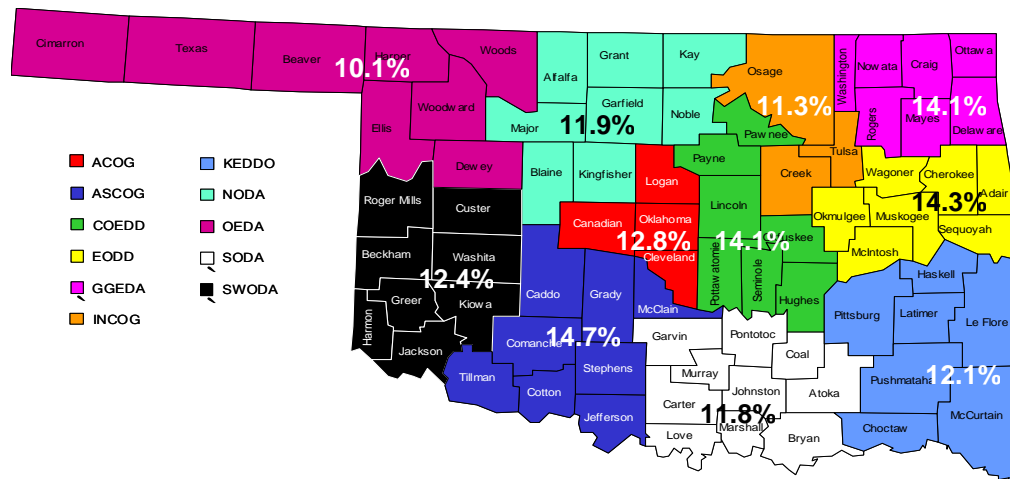 Cimarron
Texas
Beaver
Harper
Woods
10.1%
Woodward
Ellis
Dewey
Alfalfa
Grant
Kay
Major
Garfield
Noble
11.9%
Blaine
Kingfisher
Osage
11.3%
Pawnee
Tulsa
Creek
Washington
Nowata
Craig
Ottawa
14.1%
Rogers
Mayes
Delaware
Wagoner
Cherokee
Adair
14.3%
Okmulgee
Muskogee
Sequoyah
McIntosh
Payne
Lincoln
14.1%
uskee
Pottawatomie
Seminole
Hughes
Logan
Canadian
Oklahoma
12.8%
Cleveland
Roger Mills
Custer
Beckham
Washita
12.4%
Greer
Kiowa
Harmon
Jackson
Caddo
Grady
McClain
14.7%
Comanche
Stephens
Tillman
Cotton
Jefferson
Garvin
Pontotoc
Coal
Murray
Johnston
Atoka
Carter
11.8%
Marshall
Love
Bryan
Haskell
Pittsburg
Latimer
Le Flore
Pushmataha
12.1%
McCurtain
Choctaw
ACOG
ASCOG
COEDD
EODD
GGEDA
INCOG
KEDDO
NODA
OEDA
SODA
SWODA